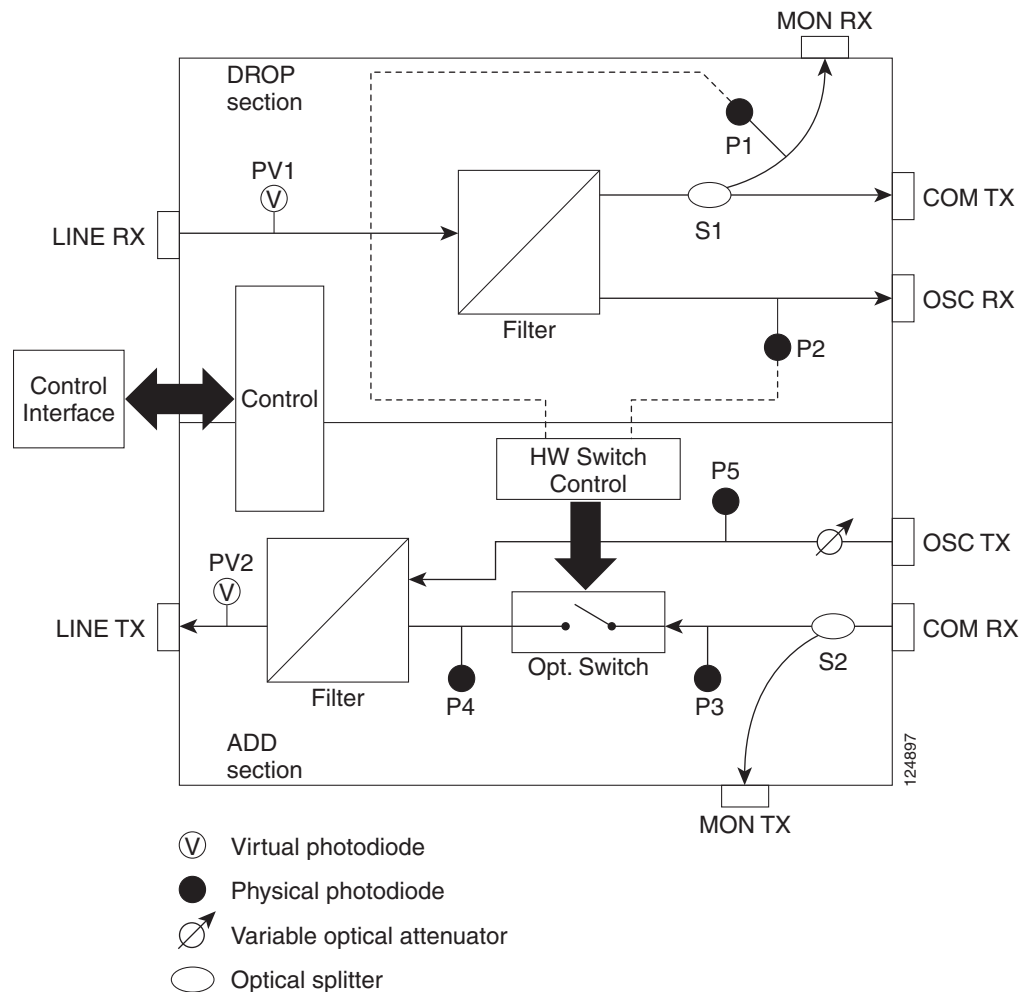 MON RX
DROP
section
P1
PV1
V
COM TX
S1
LINE RX
OSC RX
Filter
P2
Control
Interface
Control
HW Switch
Control
P5
OSC TX
PV2
V
LINE TX
COM RX
S2
Opt. Switch
Filter
P4
P3
ADD
section
124897
MON TX
V Virtual photodiode
Physical photodiode
Variable optical attenuator
Optical splitter